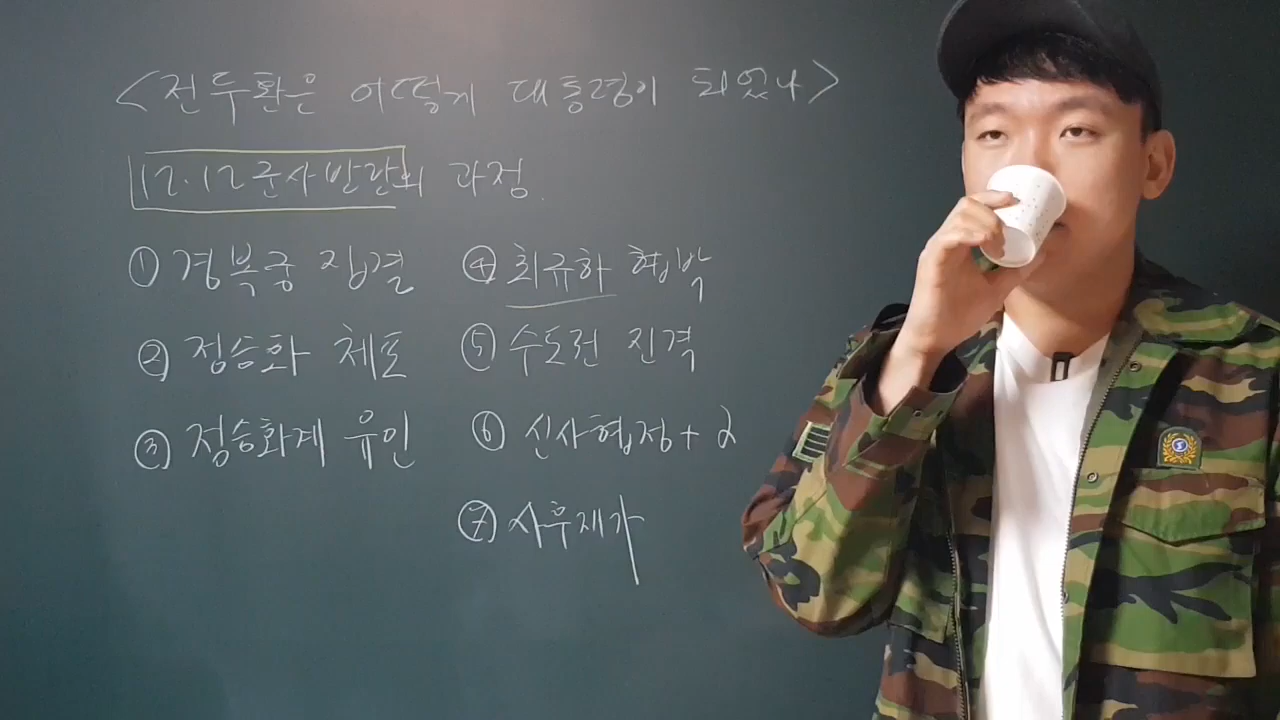 <전두환은 어떻게 대통령이 되었나>
12.12 군사반란의 과정.
① 경복궁 집결
② 정승화 체포
③ 정승화계 유인
④ 최규하 협박
⑤ 수도권 진격
⑥ 신사협정+2
⑦ 사후재가